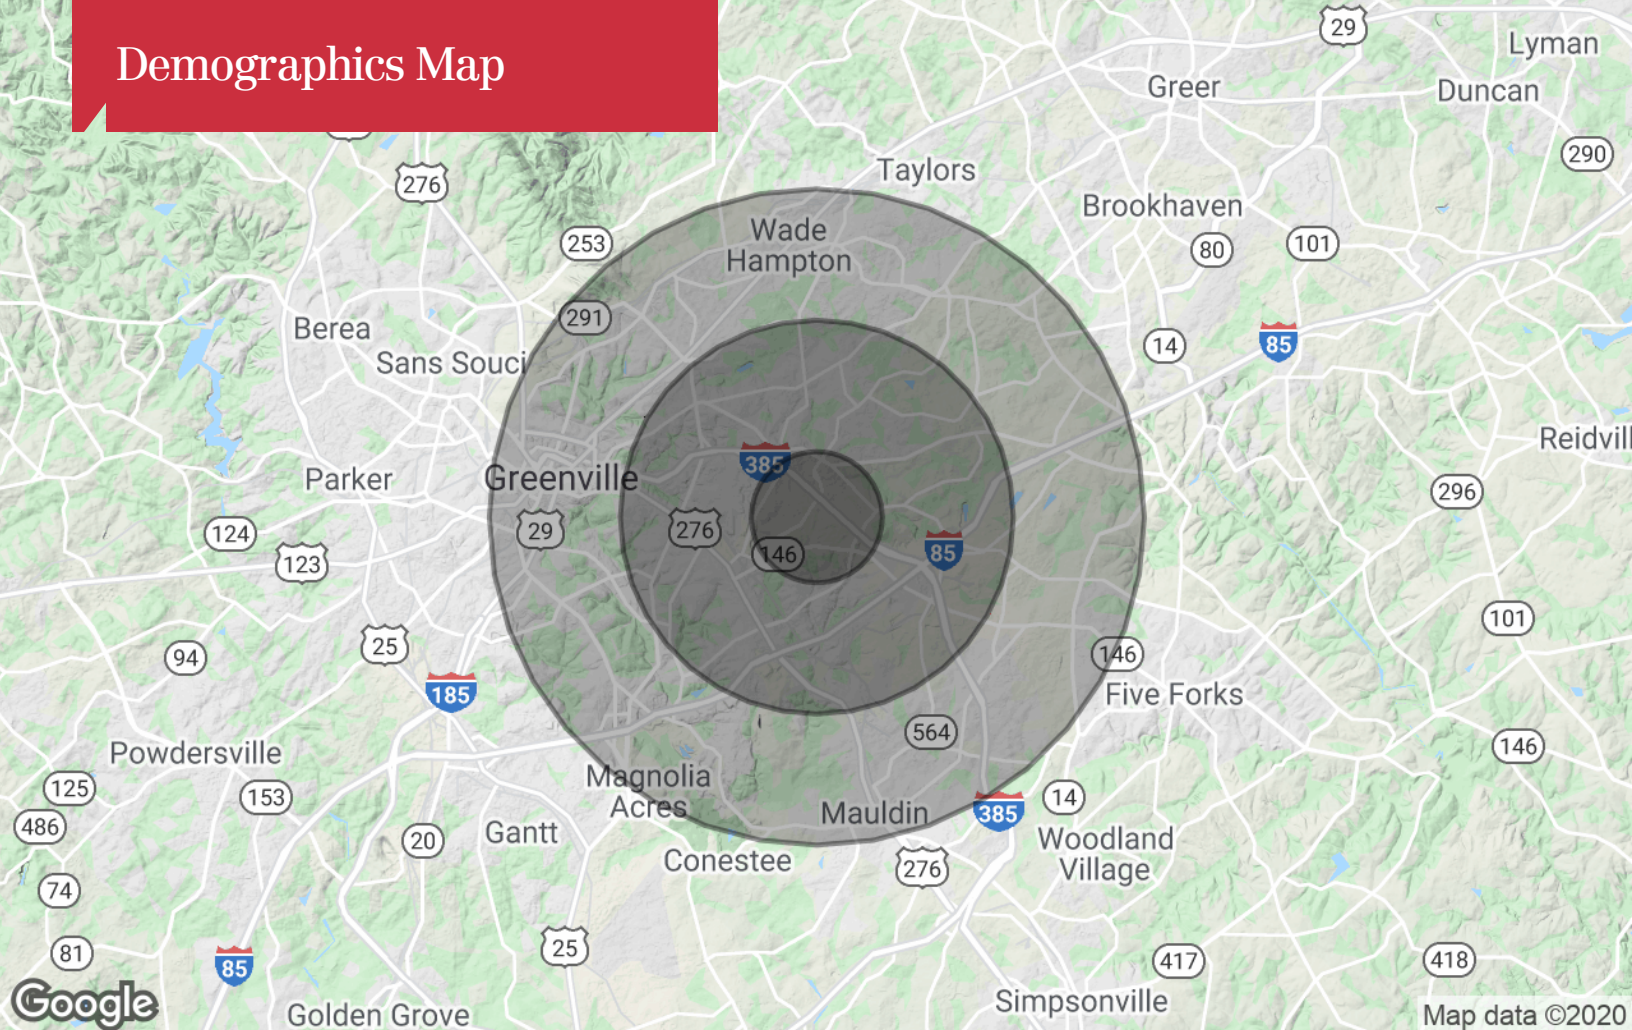 Demographics Map
29
Lyman
Greer
Duncan
290
Taylors
276
Brookhaven
Wade
Hampton
253
80
101
291
Berea
14
85
Sans Souci
Reidvill
385
Greenville
Parker
296
29
276
124
146
85
123
101
25
94
146
185
Five Forks
564
146
Powdersville
Magnolia
Acres
125
153
14
385
Mauldin
486
20
Gantt
Woodland
Village
Conestee
276
74
25
81
85
417
418
Simpsonville
Google
Golden Grove
Map data ©2020